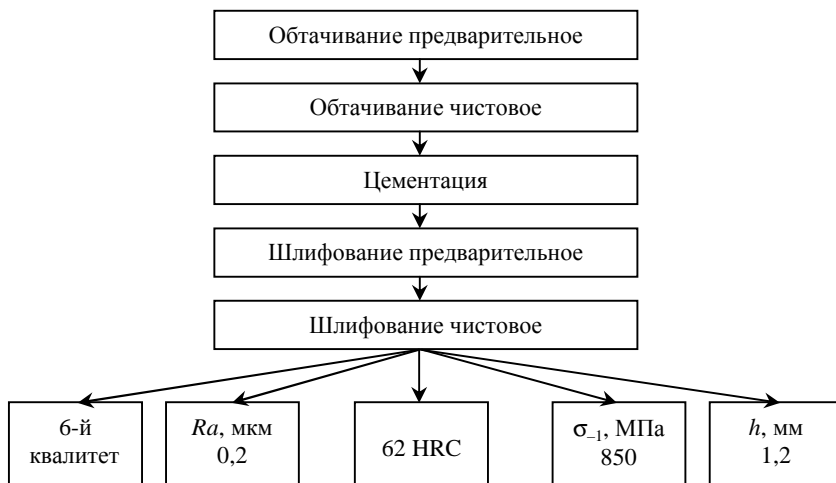 Обтачивание предварительное
Обтачивание чистовое
Цементация
Шлифование предварительное
Шлифование чистовое
6-й
квалитет
Ra, мкм
0,2
62 HRC
σ–1, МПа
850
h, мм
1,2